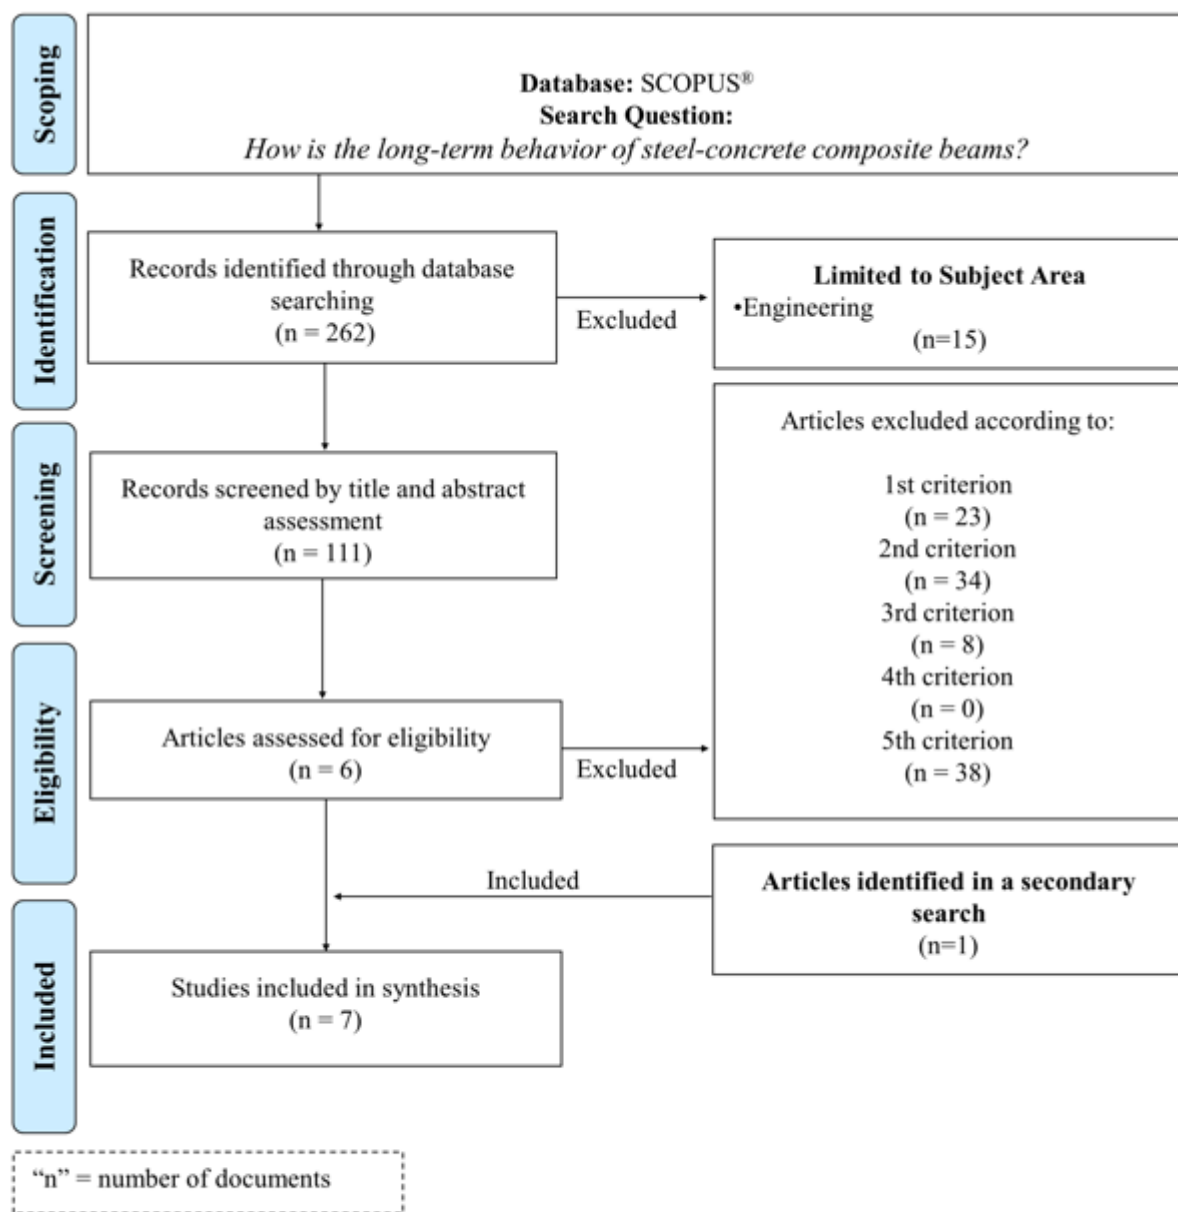 Scoping
Database: SCOPUS®
Search Question:
How is the long-term behavior of steel-concrete composite beams?
Identification
Records identified through database
searching
(n = 262)
Excluded
Limited to Subject Area
•Engineering
(n=15)
Screening
Records screened by title and abstract
assessment
(n = 111)
Articles excluded according to:
1st criterion
(n = 23)
2nd criterion
(n = 34)
3rd criterion
(n = 8)
4th criterion
(n = 0)
5th criterion
(n = 38)
Eligibility
Articles assessed for eligibility
(n = 6)
Excluded
Included
Articles identified in a secondary
search
(n=1)
Included
Studies included in synthesis
(n = 7)
“n” = number of documents